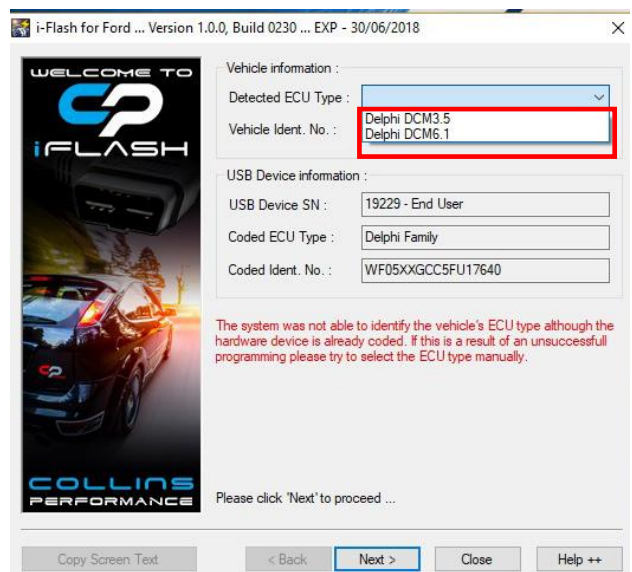 i-Flash for Ford ... Version 1.0.0, Build 0230 ... EXP - 30/06/2018
WELCOME TO
CP
iFLASH
Vehicle information :
Detected ECU Type :
Delphi DCM3.5
Delphi DCM6.1
Vehicle Ident. No. :
USB Device information :
USB Device SN :
19229 - End User
Coded ECU Type :
Delphi Family
Coded Ident. No. :
WF05XXGCC5FU17640
The system was not able to identify the vehicle's ECU type although the
hardware device is already coded. If this is a result of an unsuccessfull
programming please try to select the ECU type manually.
COLLINS
PERFORMANCE
Please click 'Next' to proceed ...
Copy Screen Text
< Back
Next >
Close
Help ++